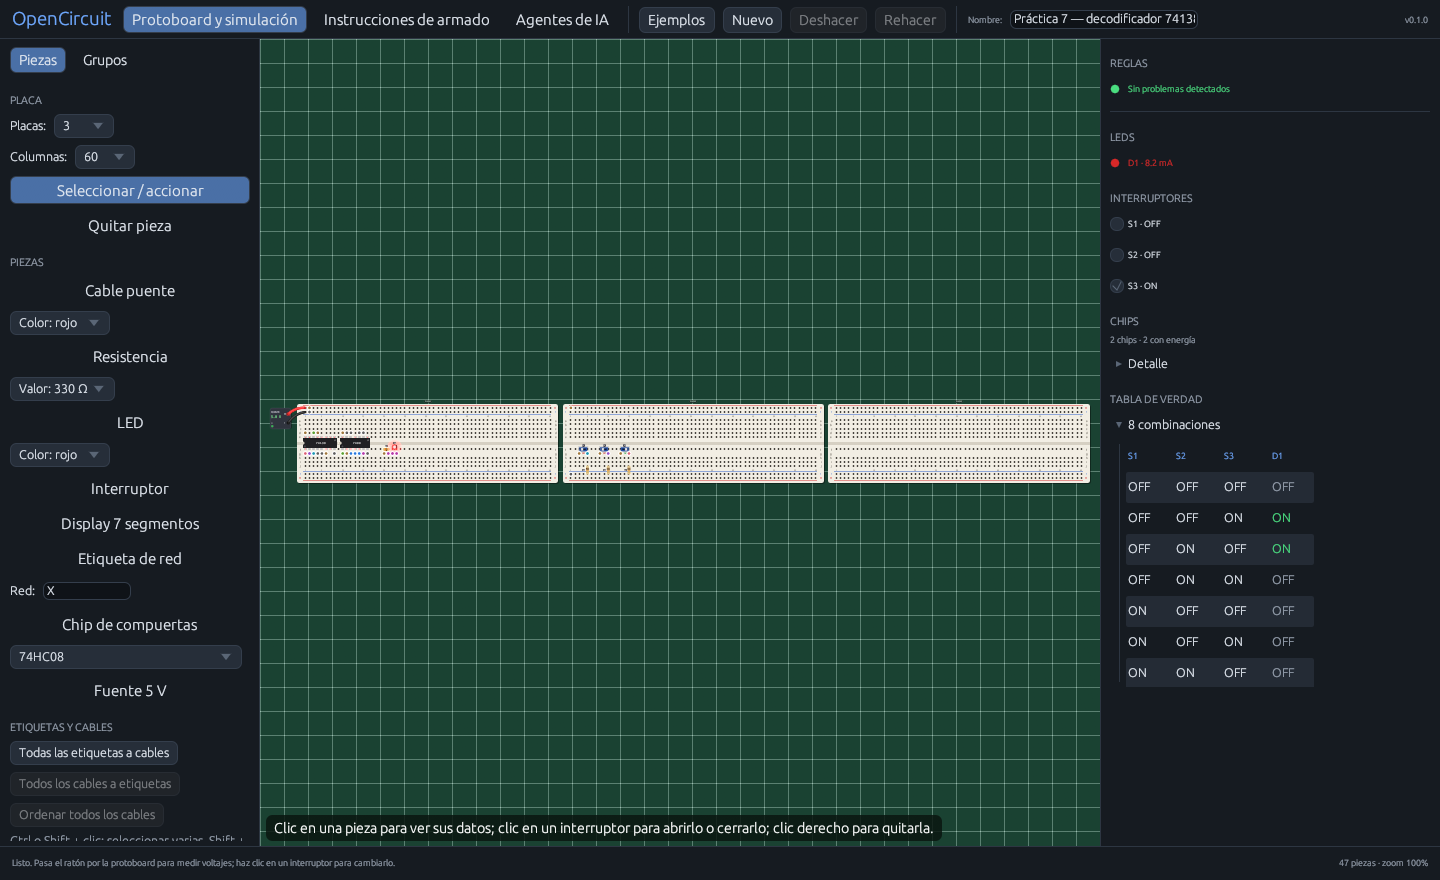 OpenCircuit
Protoboard y simulación
Instrucciones de armado
Agentes de IA
Ejemplos
Nuevo
Deshacer
Rehacer
Nombre:
Práctica 7 — decodificador 7413
v0.1.0
Piezas
Grupos
PLACA
Placas: 3
Columnas: 60
Seleccionar / accionar
Quitar pieza
PIEZAS
Cable puente
Color: rojo
Resistencia
Valor: 330 Ω
LED
Color: rojo
Interruptor
Display 7 segmentos
Etiqueta de red
Red: X
Chip de compuertas
74HC08
Fuente 5 V
ETIQUETAS Y CABLES
Todas las etiquetas a cables
Todos los cables a etiquetas
Ordenar todos los cables
Ctrl o Shift + clic: seleccionar varias. Shift +
Clic en una pieza para ver sus datos; clic en un interruptor para abrirlo o cerrarlo; clic derecho para quitarla.
REGLAS
Sin problemas detectados
LEDS
D1 · 8.2 mA
INTERRUPTORES
S1 · OFF
S2 · OFF
S3 · ON
CHIPS
2 chips · 2 con energía
Detalle
TABLA DE VERDAD
8 combinaciones
S1 S2 S3 D1
OFF OFF OFF OFF
OFF OFF ON ON
OFF ON OFF ON
OFF ON ON OFF
ON OFF OFF OFF
ON OFF ON OFF
ON ON OFF OFF
Listo. Pasa el ratón por la protoboard para medir voltajes; haz clic en un interruptor para cambiarlo.
47 piezas · zoom 100%